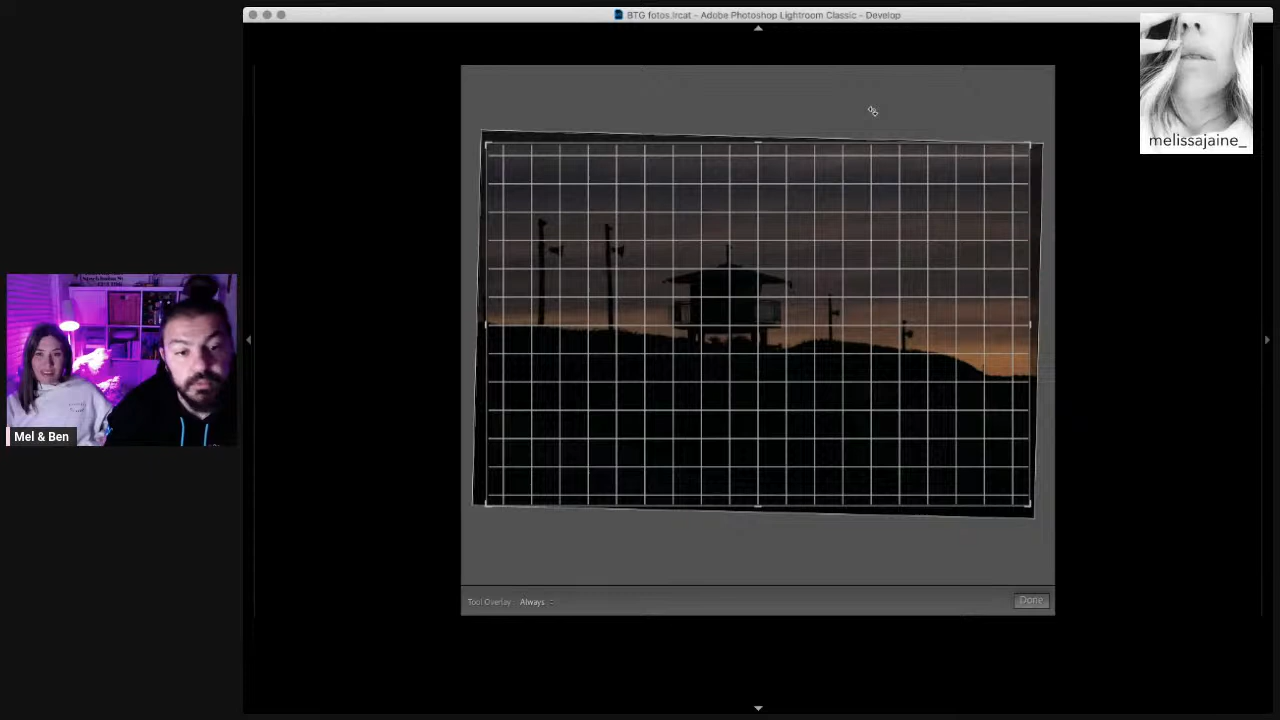 BTG fotos.lrcat - Adobe Photoshop Lightroom Classic - Develop
melissajaine_
Mel & Ben
Tool Overlay: Always
Done